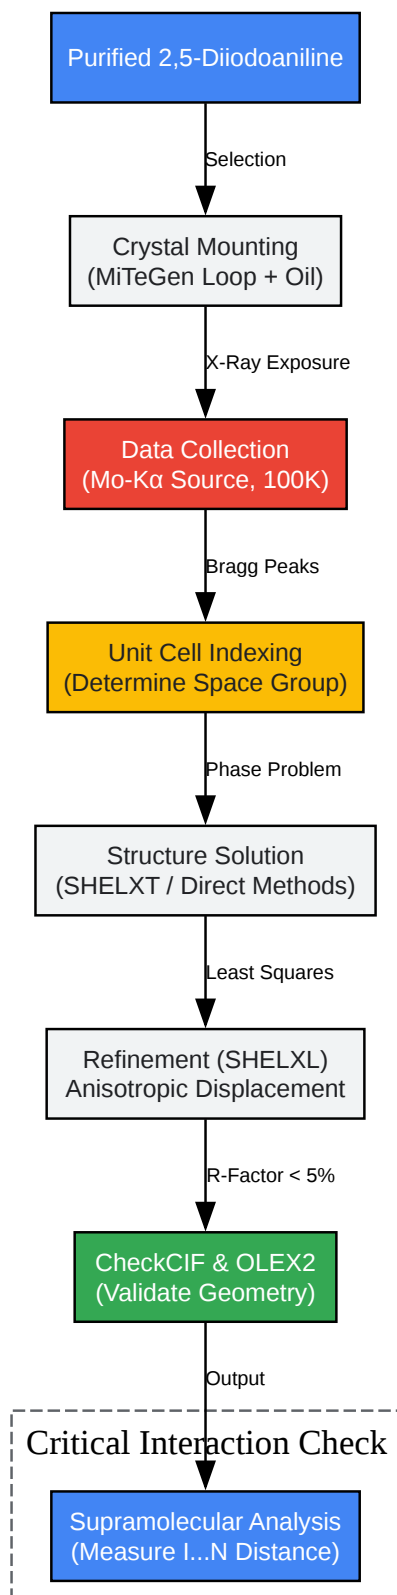 Purified 2,5-Diiodoaniline
Selection
Crystal Mounting
(MiTeGen Loop + Oil)
X-Ray Exposure
Data Collection
(Mo-Kα Source, 100K)
Bragg Peaks
Unit Cell Indexing
(Determine Space Group)
Phase Problem
Structure Solution
(SHELXT / Direct Methods)
Least Squares
Refinement (SHELXL)
Anisotropic Displacement
R-Factor < 5%
CheckCIF & OLEX2
(Validate Geometry)
Output
Critical Interaction Check
Supramolecular Analysis
(Measure I...N Distance)